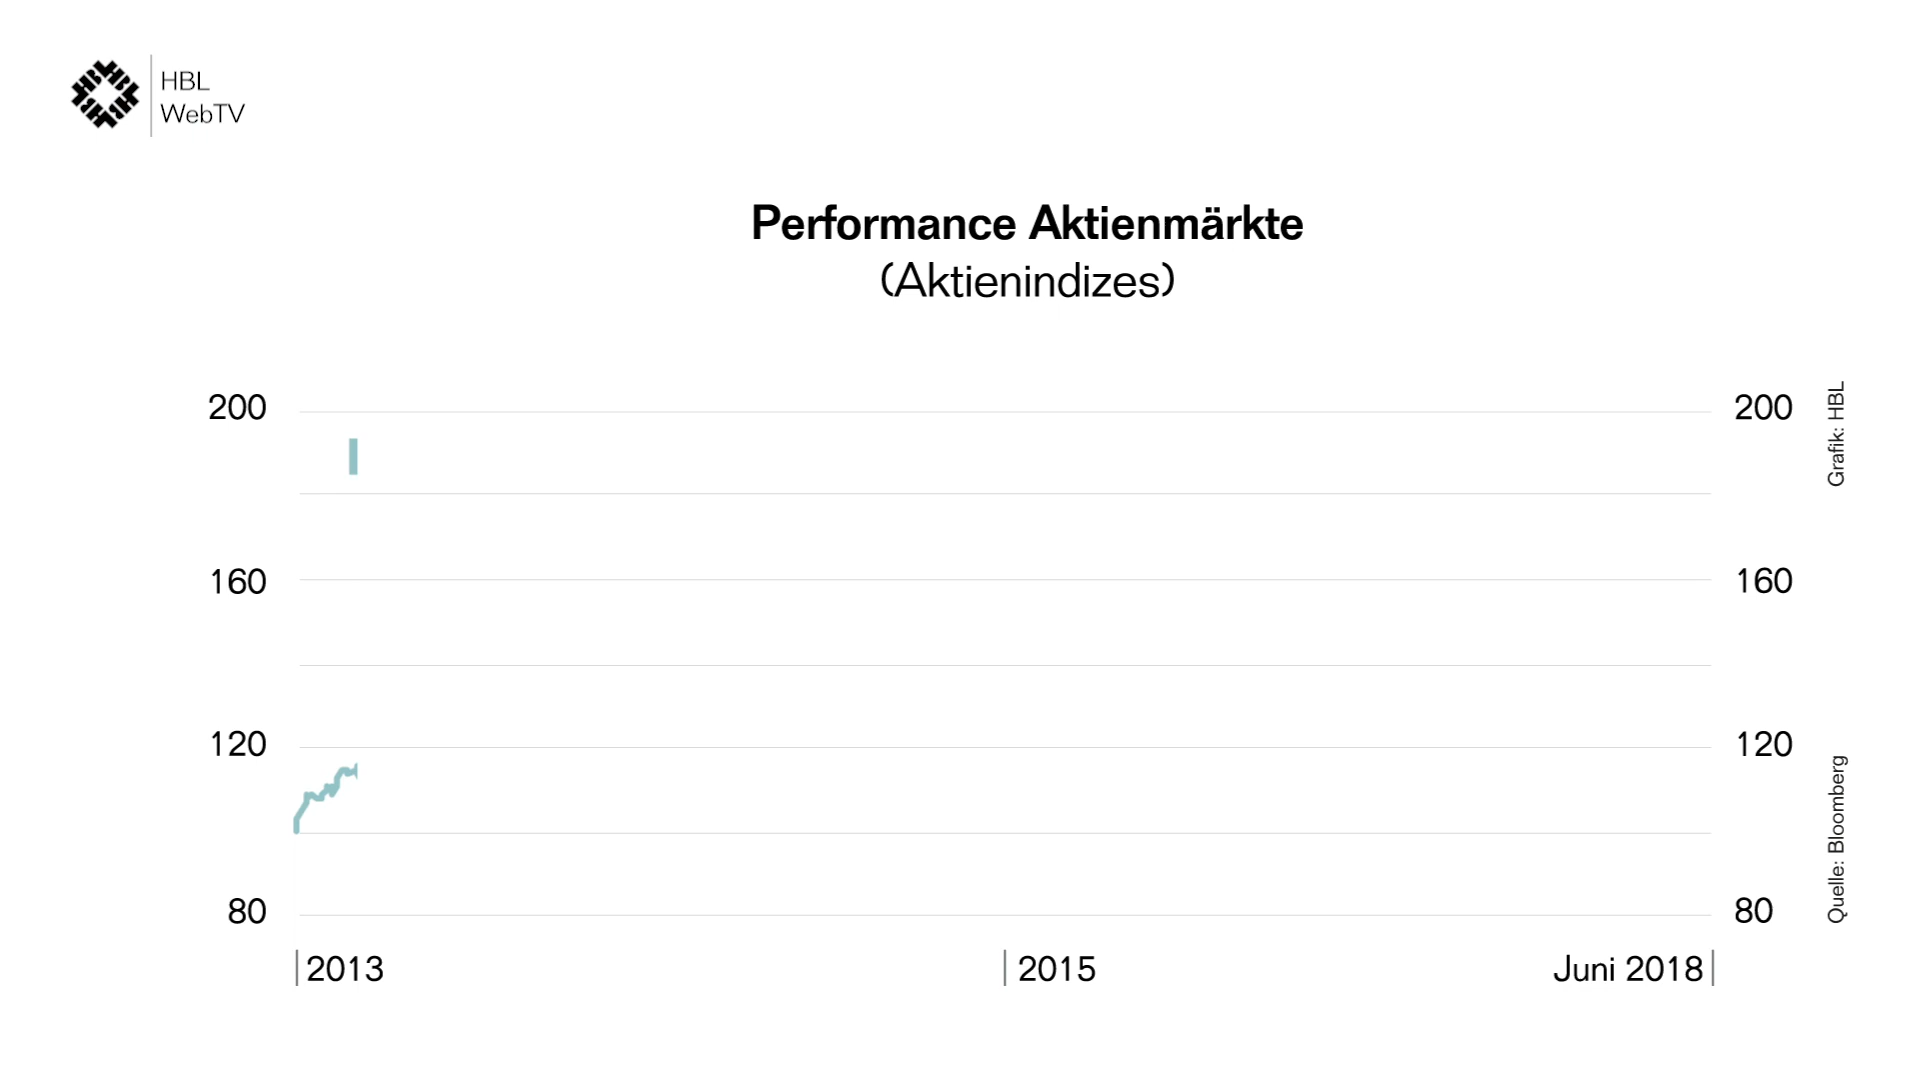 HBL
WebTV
Performance Aktienmärkte
(Aktienindizes)
200
200
160
160
120
120
80
80
2013
2015
Juni 2018
Grafik: HBL
Quelle: Bloomberg